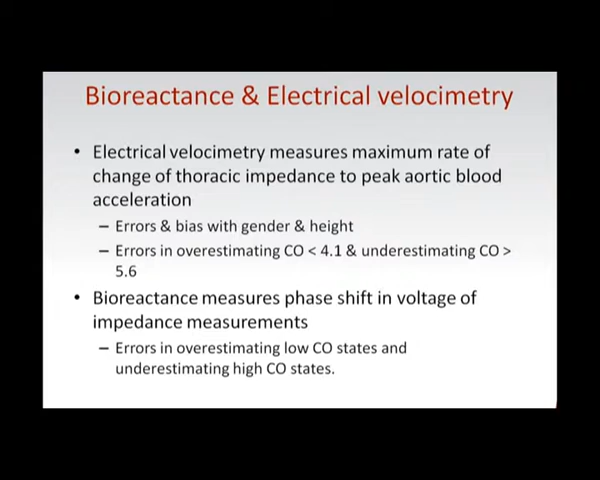 Bioreactance & Electrical velocimetry
• Electrical velocimetry measures maximum rate of
change of thoracic impedance to peak aortic blood
acceleration
– Errors & bias with gender & height
– Errors in overestimating CO < 4.1 & underestimating CO >
5.6
• Bioreactance measures phase shift in voltage of
impedance measurements
– Errors in overestimating low CO states and
underestimating high CO states.